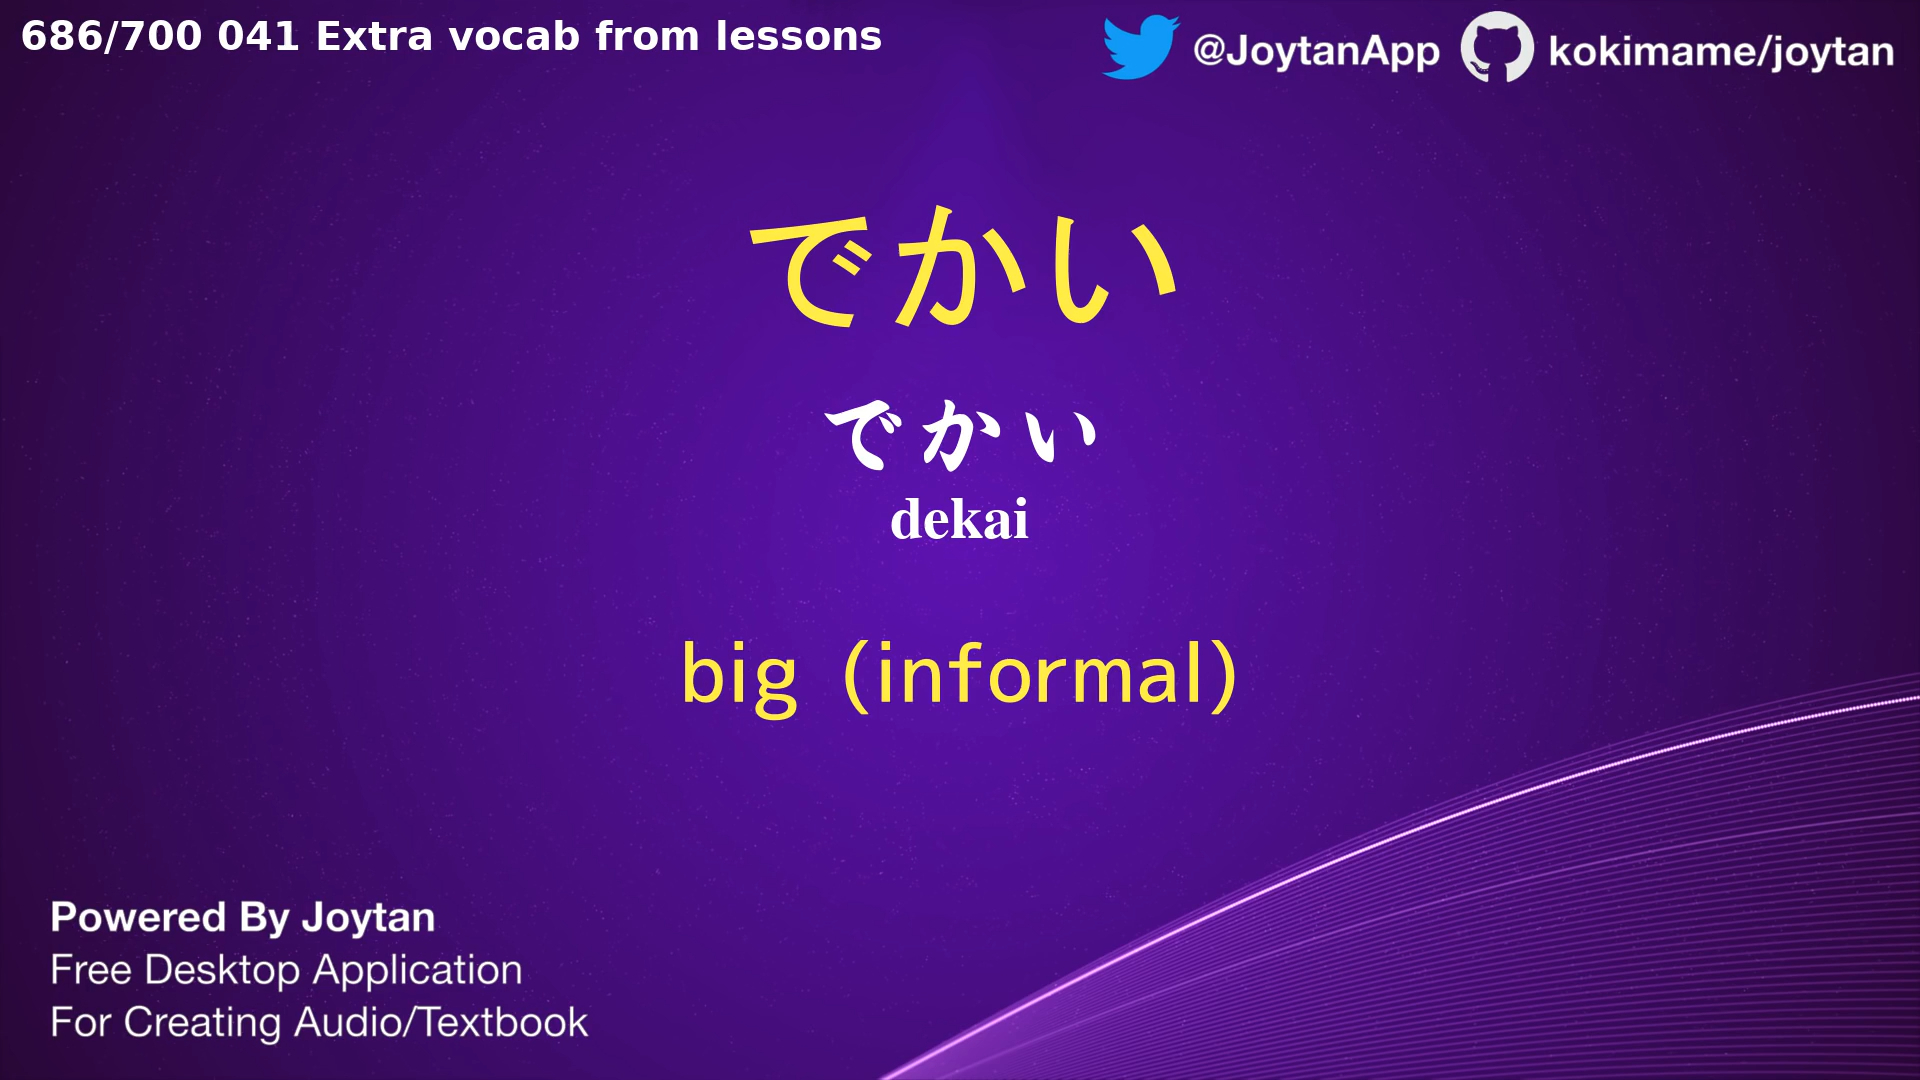 686/700 041 Extra vocab from lessons
@JoytanApp kokimame/joytan
でかい
でかい
dekai
big (informal)
Powered By Joytan
Free Desktop Application
For Creating Audio/Textbook